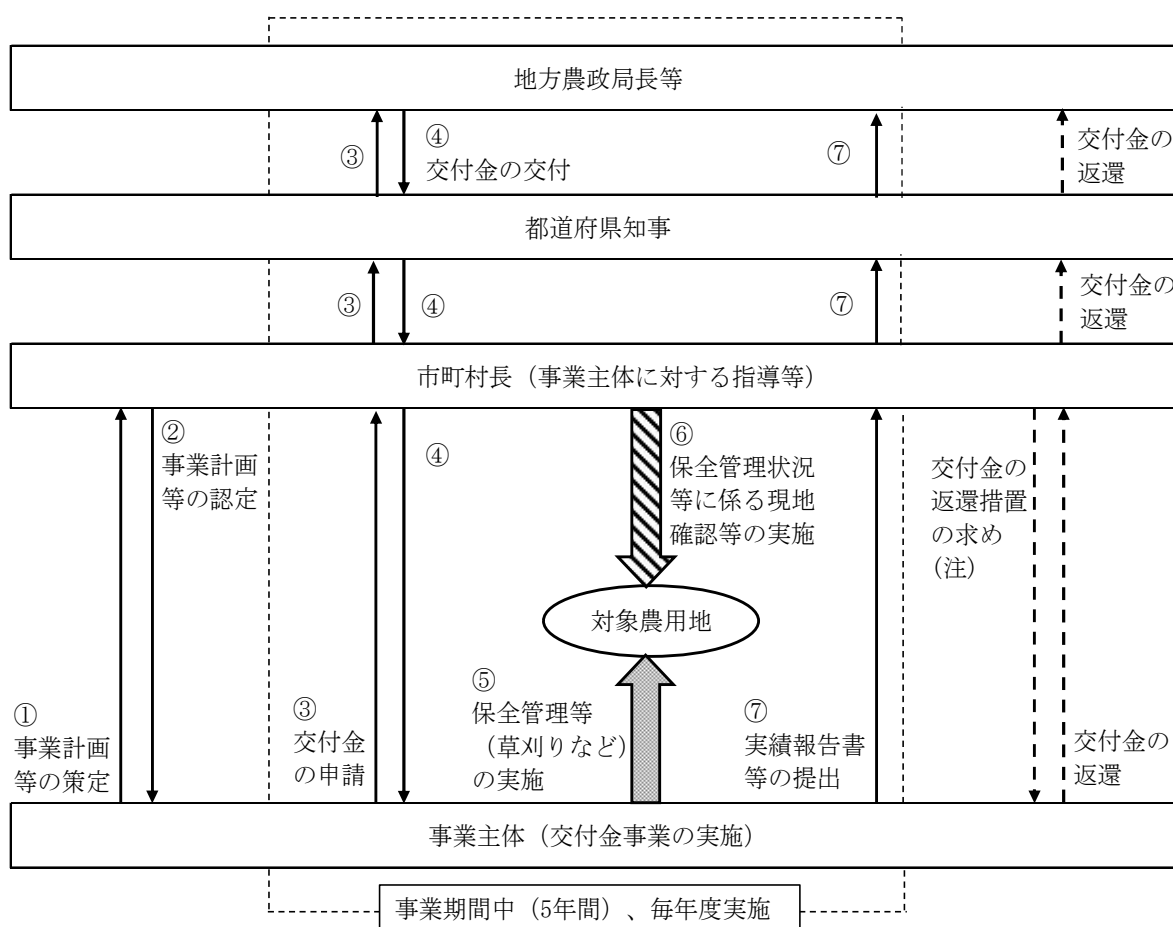 地方農政局長等
③
④
交付金の交付
⑦
交付金の
返還
都道府県知事
③
④
⑦
交付金の
返還
市町村長（事業主体に対する指導等）
②
事業計画
等の認定
④
⑥
保全管理状況
等に係る現地
確認等の実施
交付金の
返還措置
の求め
（注）
対象農用地
①
事業計画
等の策定
③
交付金
の申請
⑤
保全管理等
（草刈りなど）
の実施
⑦
実績報告書
等の提出
交付金の
返還
事業主体（交付金事業の実施）
事業期間中（5年間）、毎年度実施